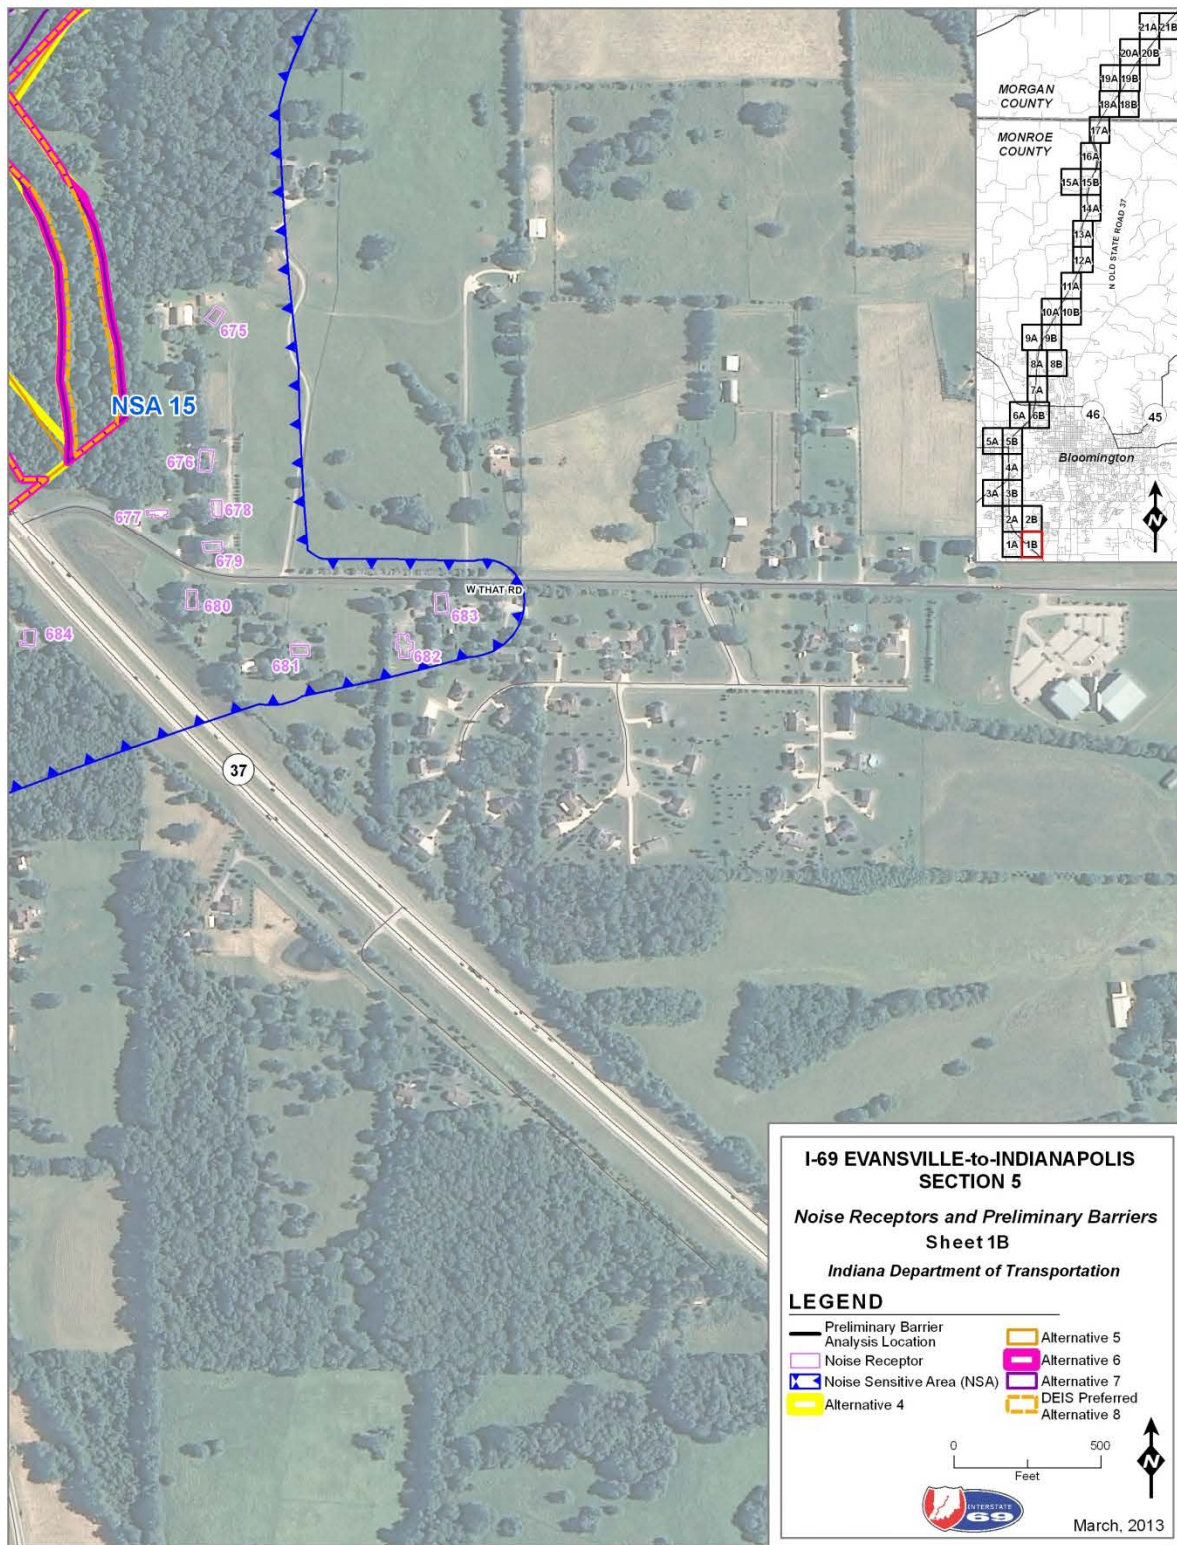 21A 21B
20A 20B
19A 19B
18A 18B
MORGAN
COUNTY
17A
MONROE
COUNTY
16A
15A 15B
14A
N OLD STATE ROAD 37
13A
12A
11A
10A 10B
9A 9B
8A 8B
7A
6A 6B
46
45
5A 5B
Bloomington
4A
3A 3B
2A 2B
1A 1B
N
675
NSA 15
676
677
678
679
W THAT RD
680
683
684
681
682
37
I-69 EVANSVILLE-to-INDIANAPOLIS
SECTION 5
Noise Receptors and Preliminary Barriers
Sheet 1B
Indiana Department of Transportation
LEGEND
Preliminary Barrier
Analysis Location
Noise Receptor
Noise Sensitive Area (NSA)
Alternative 4
Alternative 5
Alternative 6
Alternative 7
DEIS Preferred
Alternative 8
0 500
Feet
N
INTERSTATE
69
March, 2013